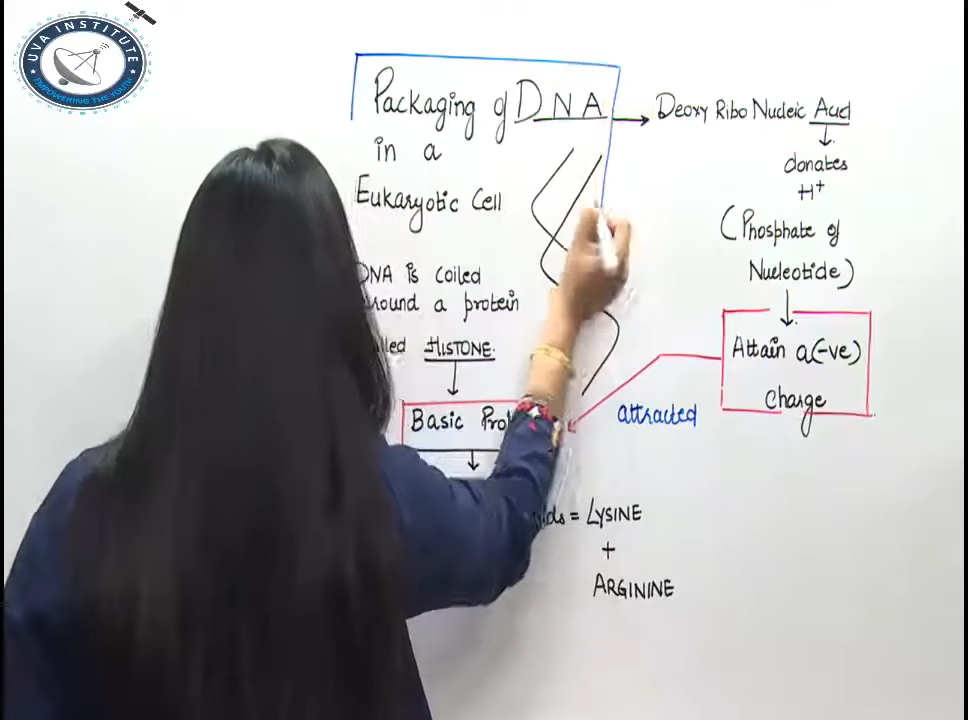 UVA INSTITUTE
EMPOWERING THE YOUTH
Packaging of DNA
in a
Eukaryotic Cell
Deoxy Ribo Nucleic Acid
donates
H+
(Phosphate of
Nucleotide)
Attain a (-ve)
Charge
attracted
DNA is coiled
around a protein
HISTONE
Basic
= LYSINE
+
ARGININE